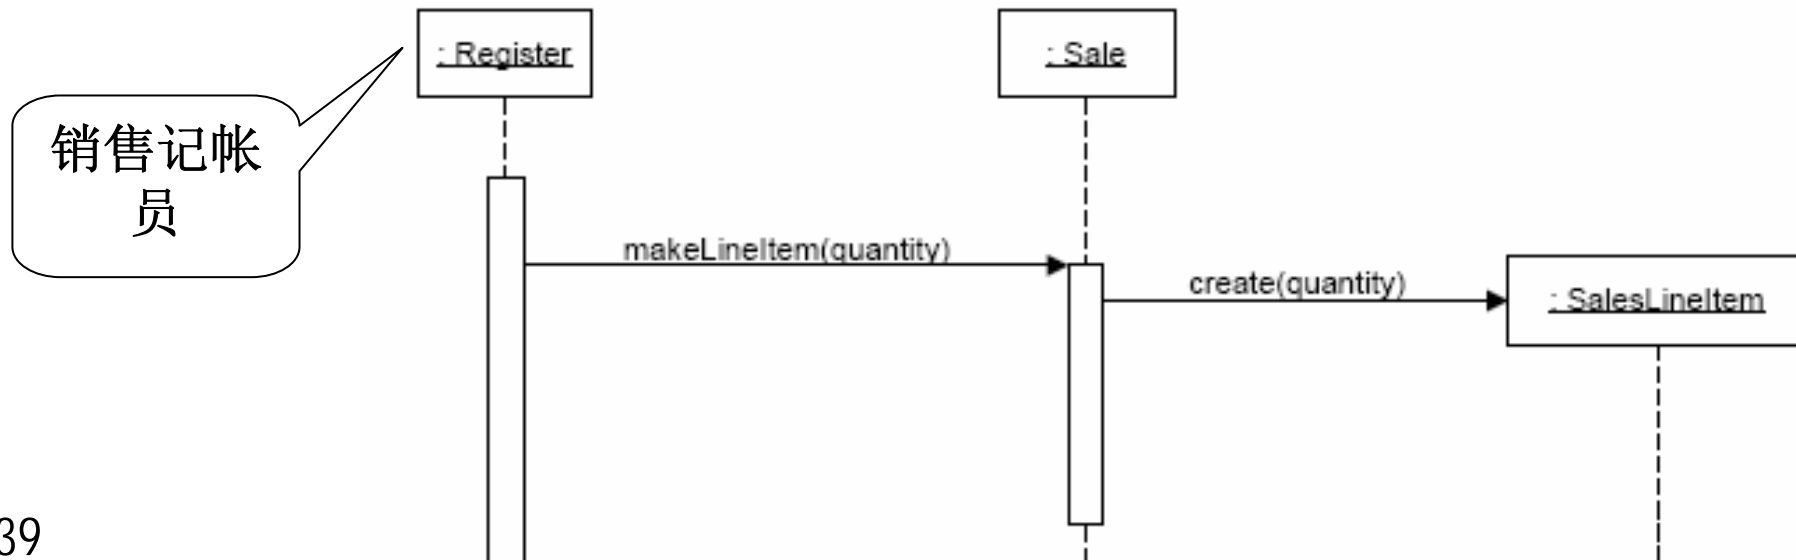 : Register
: Sale
销售记帐
员
makeLineItem(quantity)
create(quantity)
: SalesLineItem
39